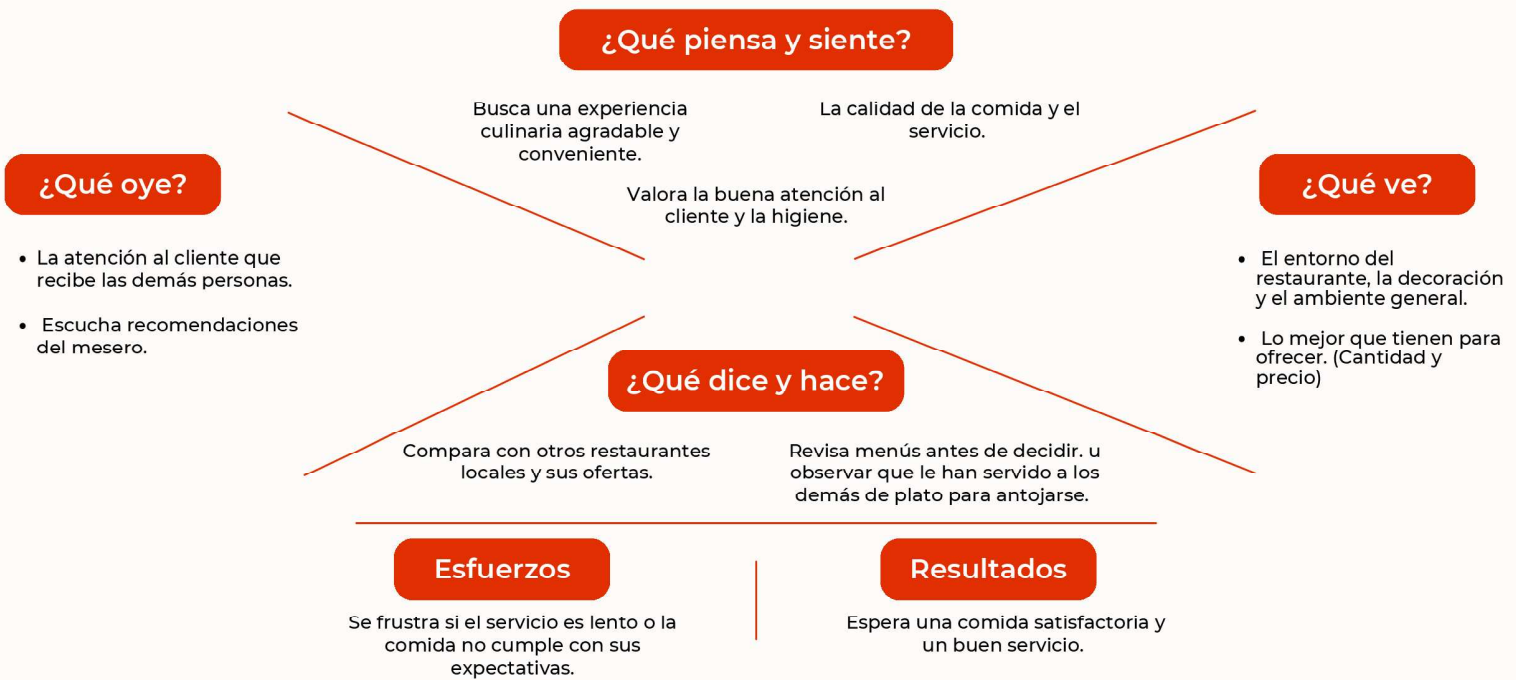 ¿Qué piensa y siente?
Busca una experiencia
culinaria agradable y
conveniente.
La calidad de la comida y el
servicio.
Valora la buena atención al
cliente y la higiene.
¿Qué oye?
• La atención al cliente que
recibe las demás personas.
• Escucha recomendaciones
del mesero.
¿Qué ve?
• El entorno del
restaurante, la decoración
y el ambiente general.
• Lo mejor que tienen para
ofrecer. (Cantidad y
precio)
¿Qué dice y hace?
Compara con otros restaurantes
locales y sus ofertas.
Revisa menús antes de decidir. u
observar que le han servido a los
demás de plato para antojarse.
Esfuerzos
Se frustra si el servicio es lento o la
comida no cumple con sus
expectativas.
Resultados
Espera una comida satisfactoria y
un buen servicio.